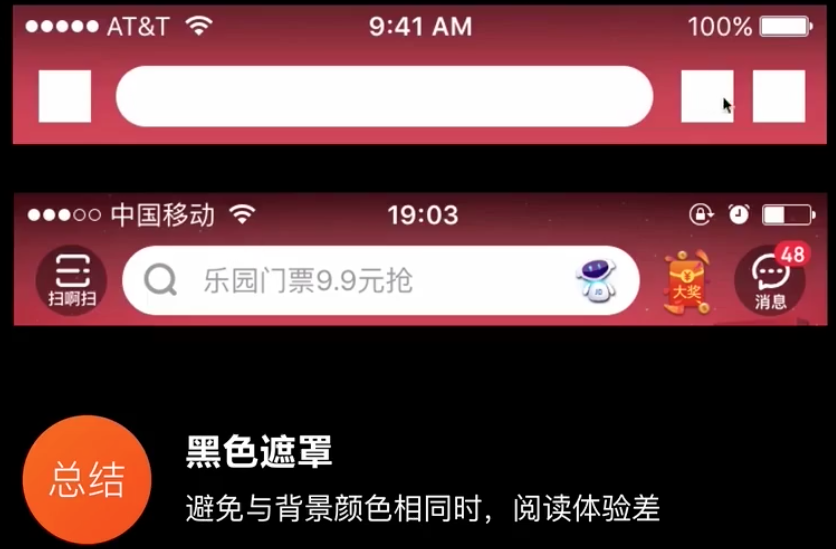 AT&T 9:41 AM 100%
中国移动 19:03
扫啊扫 乐园门票9.9元抢 JD 大奖 48 消息
总结 黑色遮罩
避免与背景颜色相同时，阅读体验差